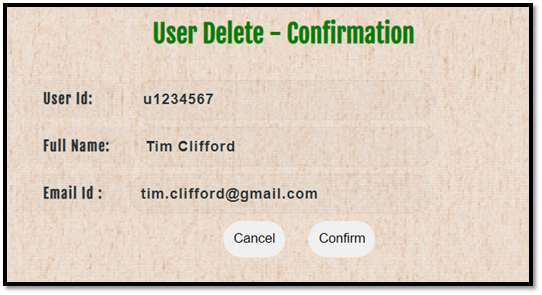 User Delete - Confirmation
User Id: u1234567
Full Name: Tim Clifford
Email Id : tim.clifford@gmail.com
Cancel Confirm